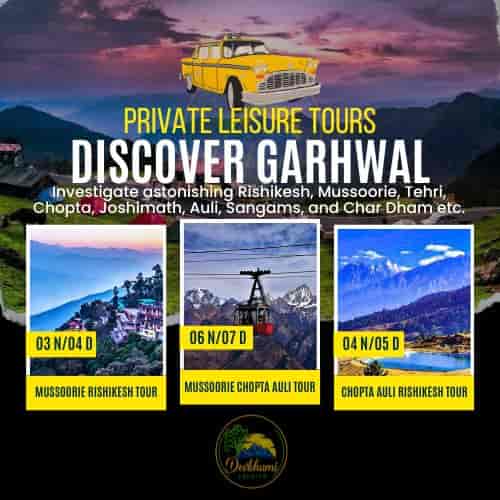 PRIVATE LEISURE TOURS
DISCOVER GARHWAL
Investigate astonishing Rishikesh, Mussoorie, Tehri,
Chopta, Joshimath, Auli, Sangams, and Char Dham etc.
03 N/04 D
MUSSOORIE RISHIKESH TOUR
06 N/07 D
MUSSOORIE CHOPTA AULI TOUR
04 N/05 D
CHOPTA AULI RISHIKESH TOUR
Devbhumi